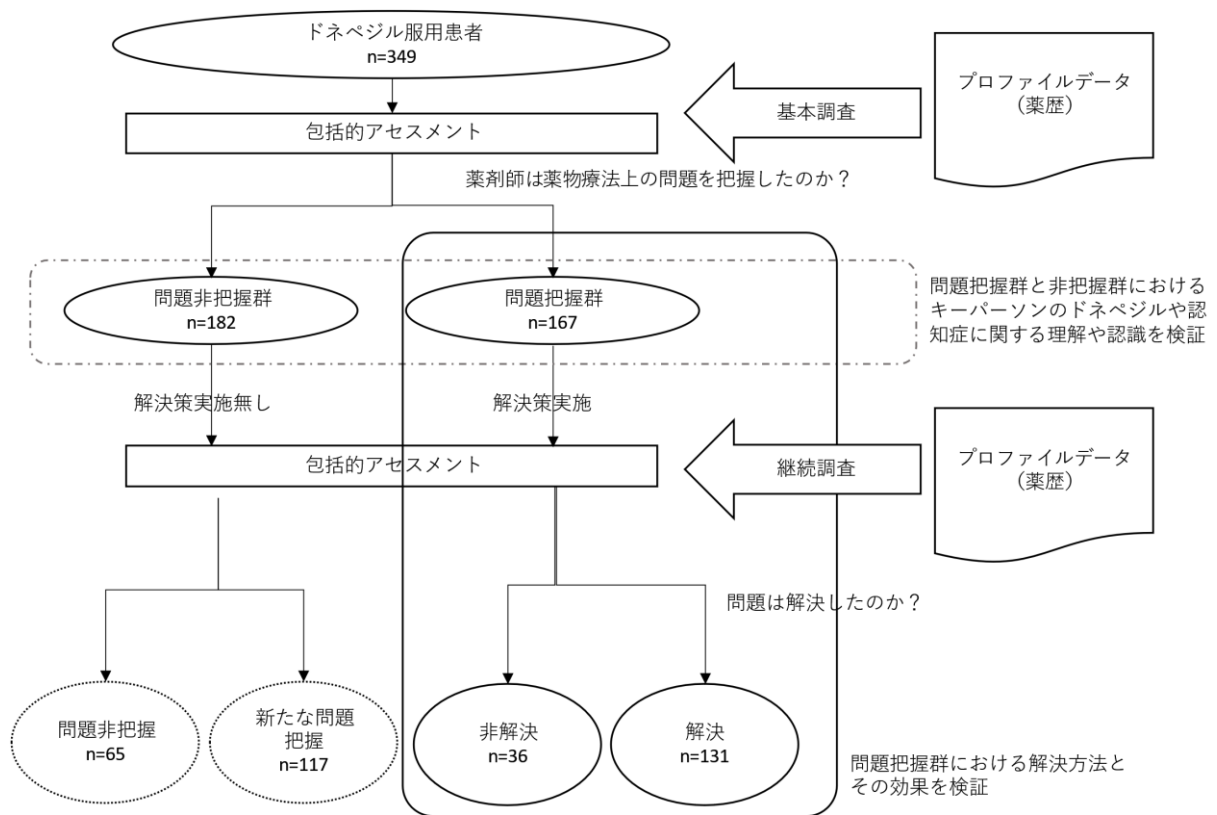 ドネペジル服用患者
n=349
プロファイルデータ
（薬歴）
基本調査
包括的アセスメント
薬剤師は薬物療法上の問題を把握したのか？
問題非把握群
n=182
問題把握群
n=167
問題把握群と非把握群における
キーパーソンのドネペジルや認
知症に関する理解や認識を検証
解決策実施無し
解決策実施
包括的アセスメント
継続調査
プロファイルデータ
（薬歴）
問題は解決したのか？
問題非把握
n=65
新たな問題
把握
n=117
非解決
n=36
解決
n=131
問題把握群における解決方法と
その効果を検証